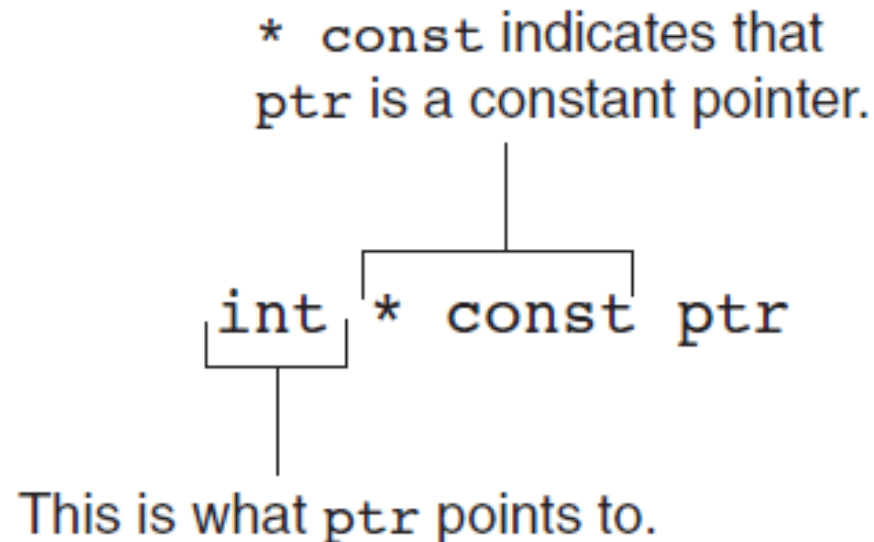 * const indicates that
ptr is a constant pointer.
int * const ptr
This is what ptr points to.